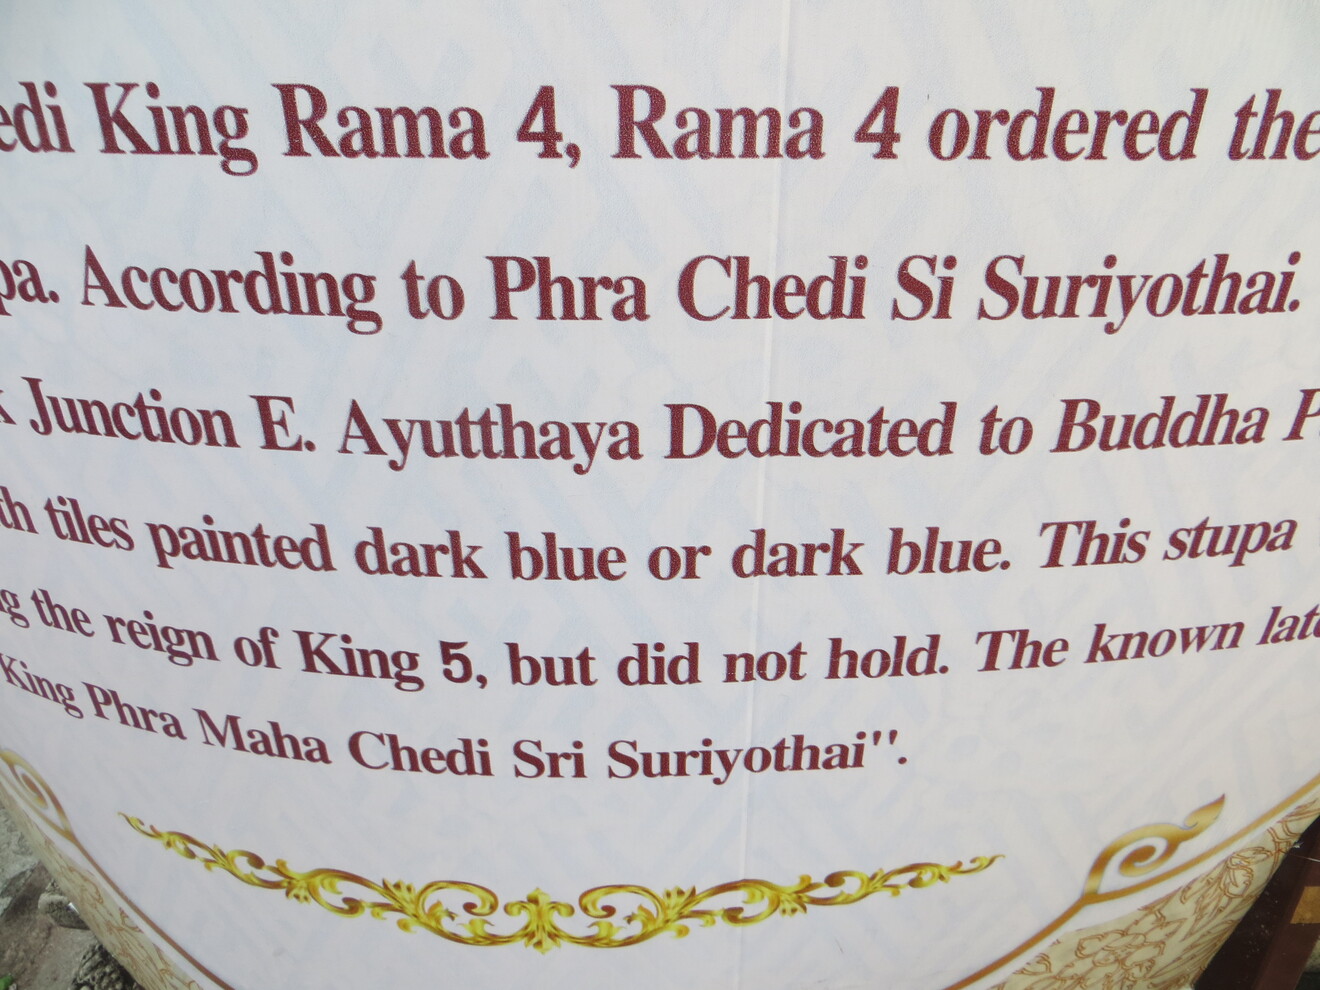 edi King Rama 4, Rama 4 ordered the
pa. According to Phra Chedi Si Suriyothai.
k Junction E. Ayutthaya Dedicated to Buddha P
th tiles painted dark blue or dark blue. This stupa
ng the reign of King 5, but did not hold. The known late
King Phra Maha Chedi Sri Suriyothai".